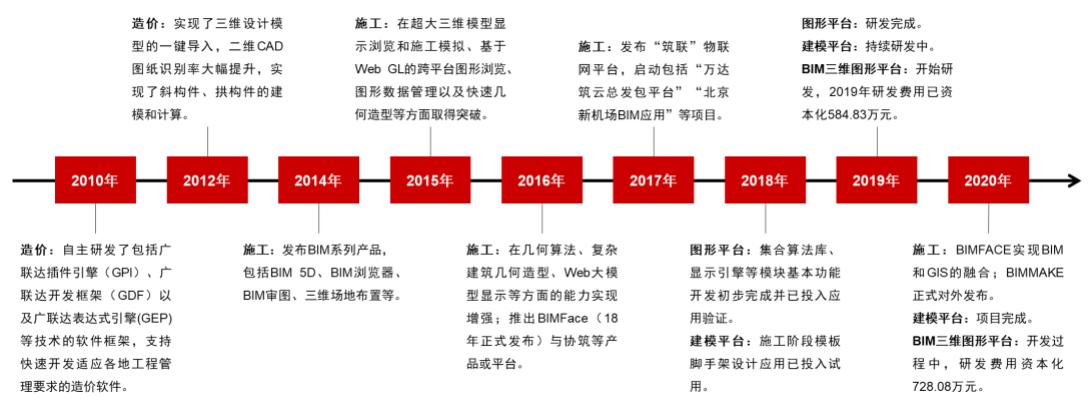 造价：实现了三维设计模
型的一键导入，二维CAD
图纸识别率大幅提升，实
现了斜构件、拱构件的建
模和计算。
施工：在超大三维模型显
示浏览和施工模拟、基于
Web GL的跨平台图形浏览、
图形数据管理以及快速几
何造型等方面取得突破。
施工：发布“筑联”物联
网平台，启动包括“万达
筑云总发包平台”“北京
新机场BIM应用”等项目。
图形平台：研发完成。
建模平台：持续研发中。
BIM三维图形平台：开始研
发，2019年研发费用已资
本化584.83万元。
2010年
2012年
2014年
2015年
2016年
2017年
2018年
2019年
2020年
造价：自主研发了包括广
联达插件引擎（GPI）、广
联达开发框架（GDF）以
及广联达表达式引擎(GEP)
等技术的软件框架，支持
快速开发适应各地工程管
理要求的造价软件。
施工：发布BIM系列产品，
包括BIM 5D、BIM浏览器、
BIM审图、三维场地布置等。
施工：在几何算法、复杂
建筑几何造型、Web大模
型显示等方面的能力实现
增强；推出BIMFace（18
年正式发布）与协筑等产
品或平台。
图形平台：集合算法库、
显示引擎等模块基本功能
开发初步完成并已投入应
用验证。
建模平台：施工阶段模板
脚手架设计应用已投入试
用。
施工：BIMFACE实现BIM
和GIS的融合；BIMMAKE
正式对外发布。
建模平台：项目完成。
BIM三维图形平台：开发过
程中，研发费用资本化
728.08万元。